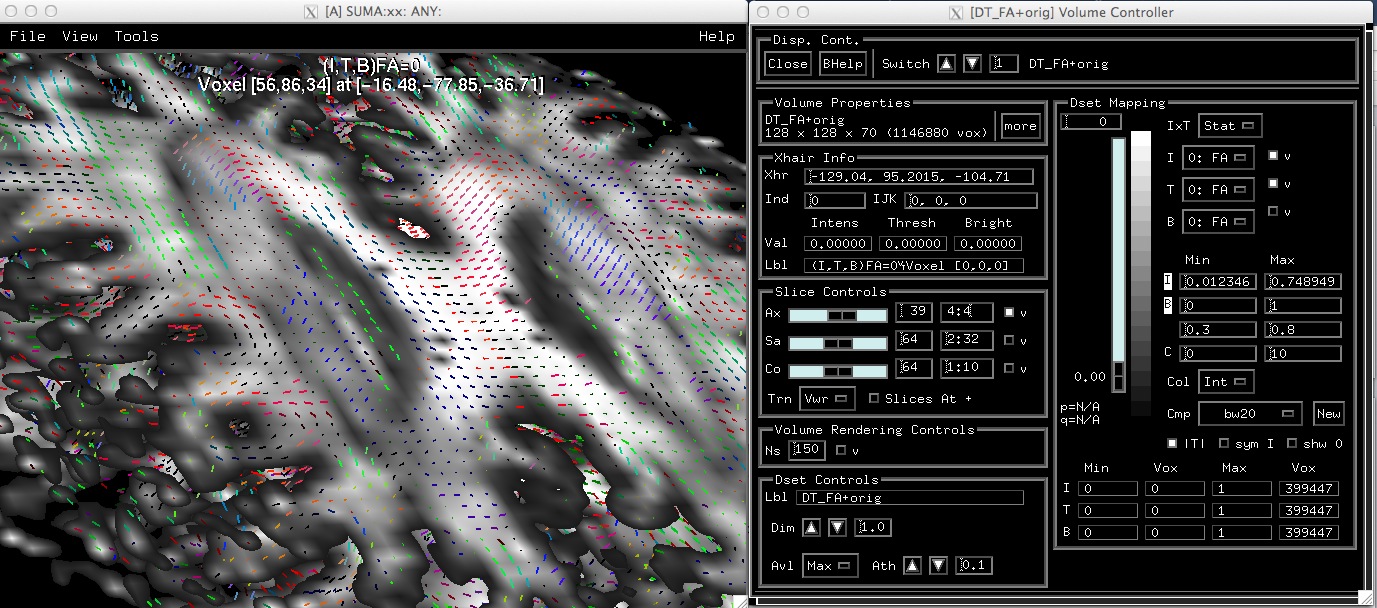 [A] SUMA:xx: ANY:
File View Tools Help
(I,T,B)FA=0
Voxel [56,86,34] at [-16.48,-77.85,-36.71]
[DT_FA+orig] Volume Controller
Disp. Cont.
Close BHelp Switch 1 DT_FA+orig
Volume Properties
DT_FA+orig
128 x 128 x 70 (1146880 vox) more
Xhair Info
Xhr -129.04, 95.2015, -104.71
Ind 0 IJK 0, 0, 0
Intens Thresh Bright
Val 0.00000 0.00000 0.00000
Lbl (I,T,B)FA=0
Voxel [0,0,0]
Slice Controls
Ax 39 4:4 v
Sa 64 2:32 v
Co 64 1:10 v
Trn Vwr Slices At +
Volume Rendering Controls
Ns 150 v
Dset Controls
Lbl DT_FA+orig
Dim 1.0
Avl Max Ath 0.1
Dset Mapping
0
IxT Stat
I 0: FA v
T 0: FA v
B 0: FA v
Min Max
I 0.012346 0.748949
B 0 1
0.3 0.8
C 0 10
0.00
Col Int
p=N/A
q=N/A
Cmp bw20 New
|T| sym I shw 0
Min Vox Max Vox
I 0 0 1 399447
T 0 0 1 399447
B 0 0 1 399447